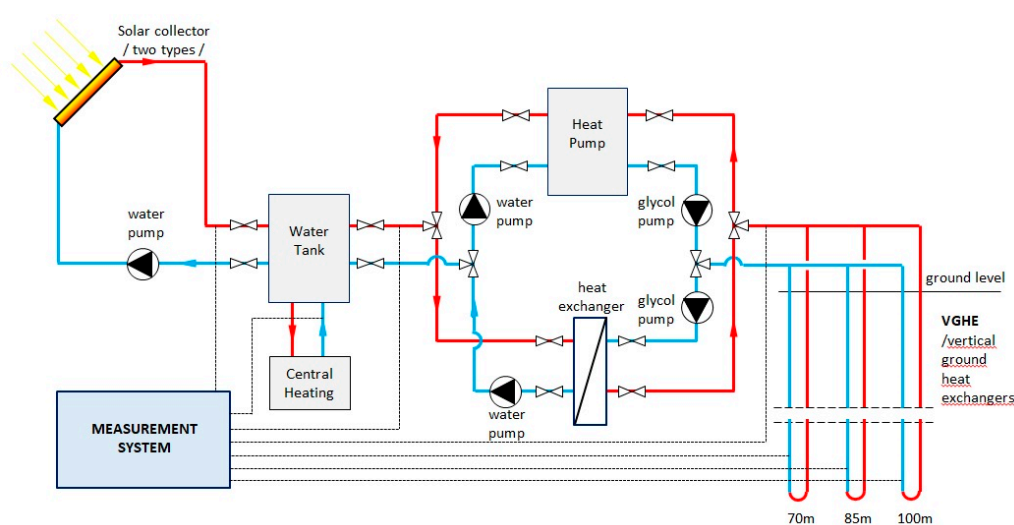 Solar collector
/ two types /
Heat
Pump
water
pump
glycol
pump
water
pump
Water
Tank
ground level
heat
exchanger
glycol
pump
VGHE
/vertical
ground
heat
exchangers
Central
Heating
water
pump
MEASUREMENT
SYSTEM
70m
85m
100m